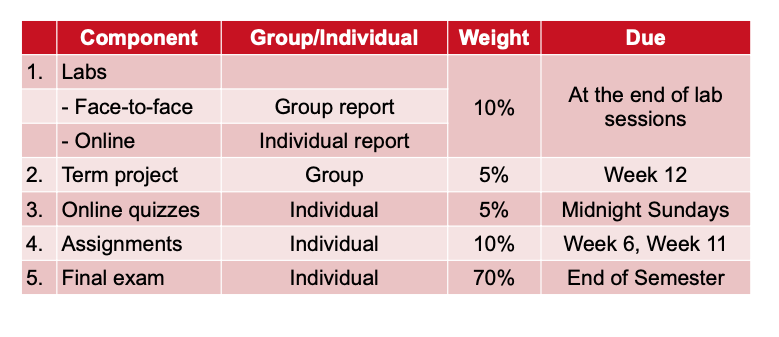 Component Group/Individual Weight Due
1. Labs
- Face-to-face Group report 10% At the end of lab
sessions
- Online Individual report
2. Term project Group 5% Week 12
3. Online quizzes Individual 5% Midnight Sundays
4. Assignments Individual 10% Week 6, Week 11
5. Final exam Individual 70% End of Semester